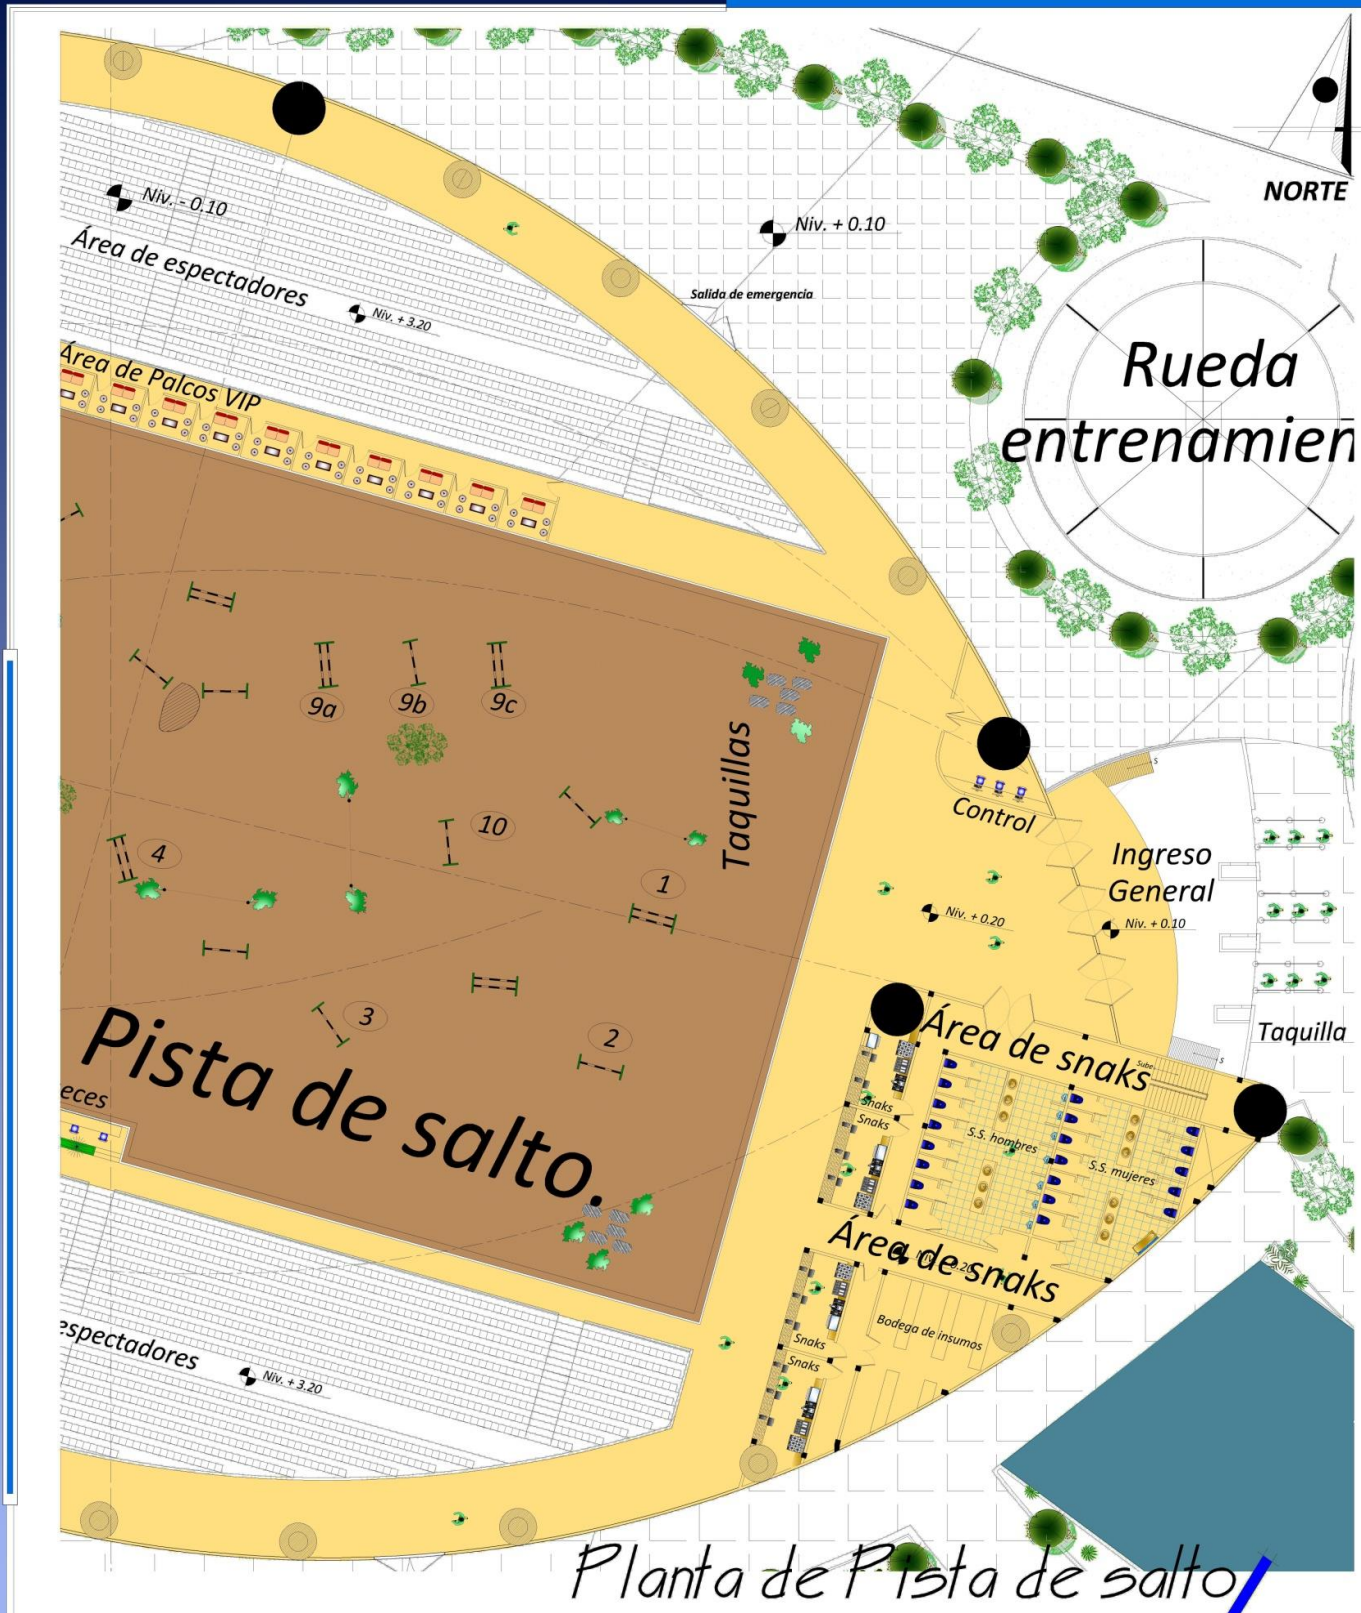 NORTE
Niv. - 0.10
Niv. + 0.10
Área de espectadores
Salida de emergencia
Niv. + 3.20
Rueda
entrenamien
Área de Palcos VIP
9a
9b
9c
Taquillas
Control
10
4
1
Ingreso
General
Niv. + 0.20
Niv. + 0.10
3
2
Taquilla
Pista de salto.
Área de snaks
Sube
S
S
eces
Snaks
Snaks
S.S. hombres
S.S. mujeres
Área de snaks
Bodega de insumos
Snaks
Snaks
espectadores
Niv. + 3.20
Planta de Pista de salto